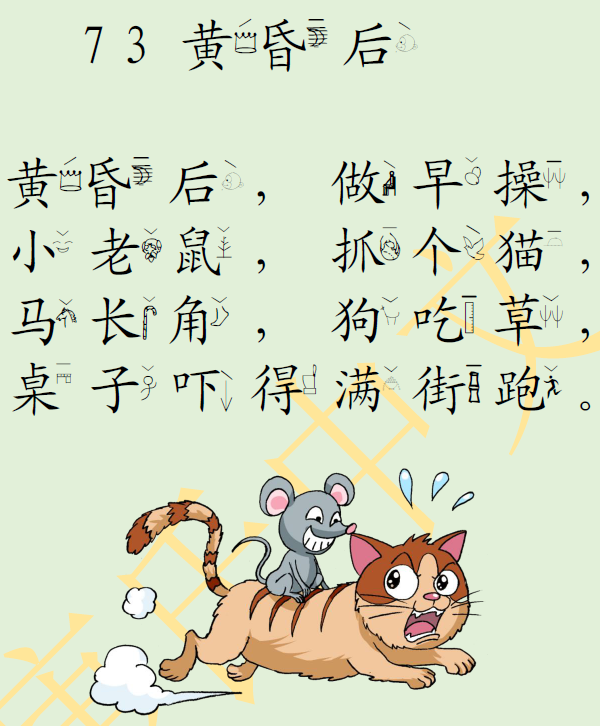 73 黄昏后
黄昏后，做早操，
小老鼠，抓个猫，
马长角，狗吃草，
桌子吓得满街跑。